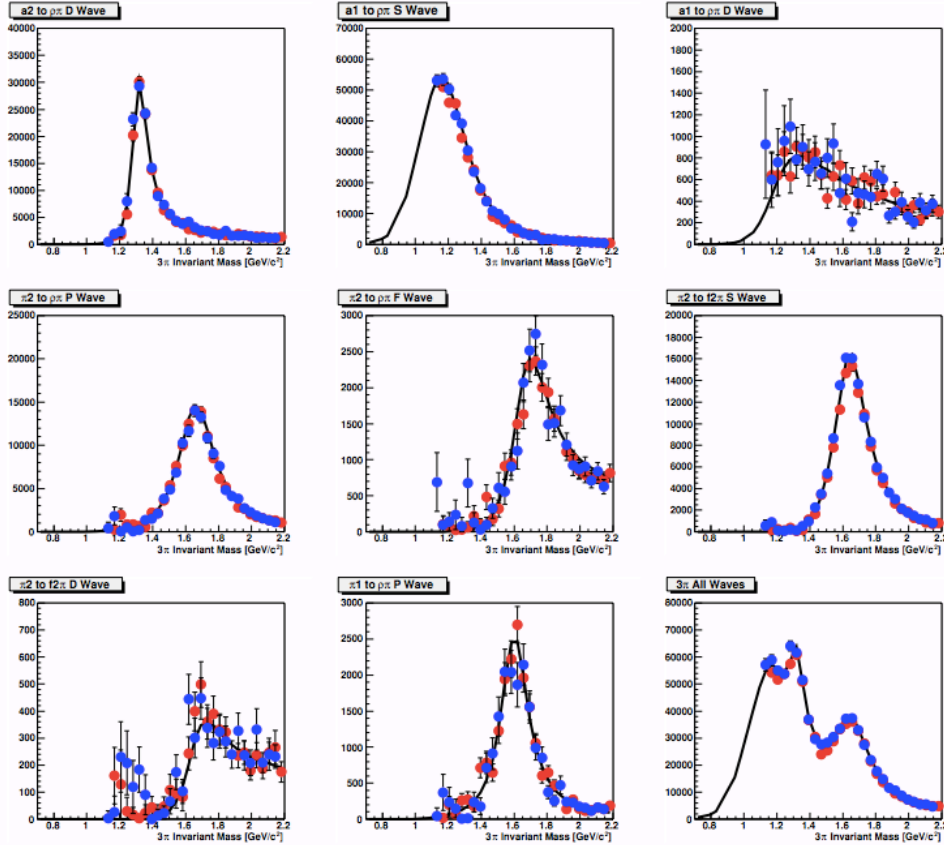 a2 to ρπ D Wave
40000
35000
30000
25000
20000
15000
10000
5000
0
0.8 1 1.2 1.4 1.6 1.8 2 2.2
3π Invariant Mass [GeV/c²]
a1 to ρπ S Wave
70000
60000
50000
40000
30000
20000
10000
0
0.8 1 1.2 1.4 1.6 1.8 2 2.2
3π Invariant Mass [GeV/c²]
a1 to ρπ D Wave
2000
1800
1600
1400
1200
1000
800
600
400
200
0
0.8 1 1.2 1.4 1.6 1.8 2 2.2
3π Invariant Mass [GeV/c²]
π2 to ρπ P Wave
25000
20000
15000
10000
5000
0
0.8 1 1.2 1.4 1.6 1.8 2 2.2
3π Invariant Mass [GeV/c²]
π2 to ρπ F Wave
3000
2500
2000
1500
1000
500
0
0.8 1 1.2 1.4 1.6 1.8 2 2.2
3π Invariant Mass [GeV/c²]
π2 to f2π S Wave
20000
18000
16000
14000
12000
10000
8000
6000
4000
2000
0
0.8 1 1.2 1.4 1.6 1.8 2 2.2
3π Invariant Mass [GeV/c²]
π2 to f2π D Wave
1000
900
800
700
600
500
400
300
200
100
0
0.8 1 1.2 1.4 1.6 1.8 2 2.2
3π Invariant Mass [GeV/c²]
π1 to ρπ P Wave
3000
2500
2000
1500
1000
500
0
0.8 1 1.2 1.4 1.6 1.8 2 2.2
3π Invariant Mass [GeV/c²]
3π All Waves
80000
70000
60000
50000
40000
30000
20000
10000
0
0.8 1 1.2 1.4 1.6 1.8 2 2.2
3π Invariant Mass [GeV/c²]